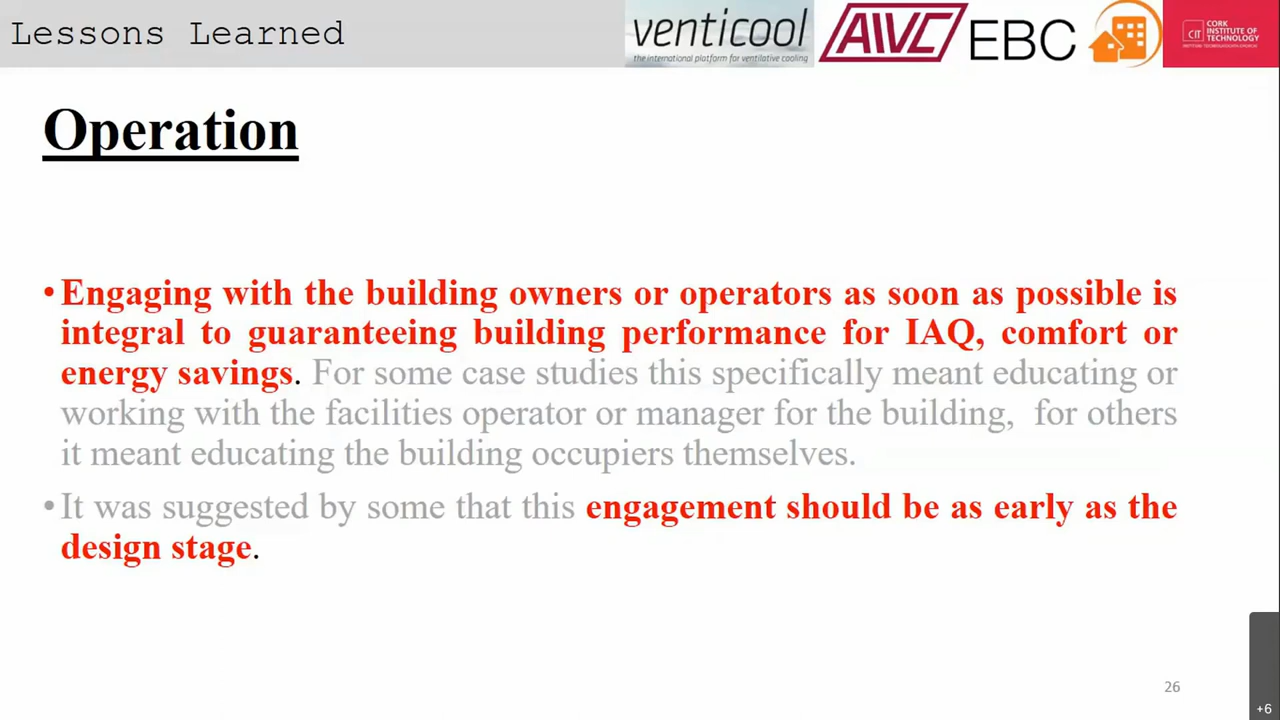 Lessons Learned
venticool
the international platform for ventilative cooling
AIVC
EBC
CIT
CORK
INSTITUTE OF
TECHNOLOGY
Operation
•Engaging with the building owners or operators as soon as possible is
integral to guaranteeing building performance for IAQ, comfort or
energy savings. For some case studies this specifically meant educating or
working with the facilities operator or manager for the building, for others
it meant educating the building occupiers themselves.
•It was suggested by some that this engagement should be as early as the
design stage.
26
+6